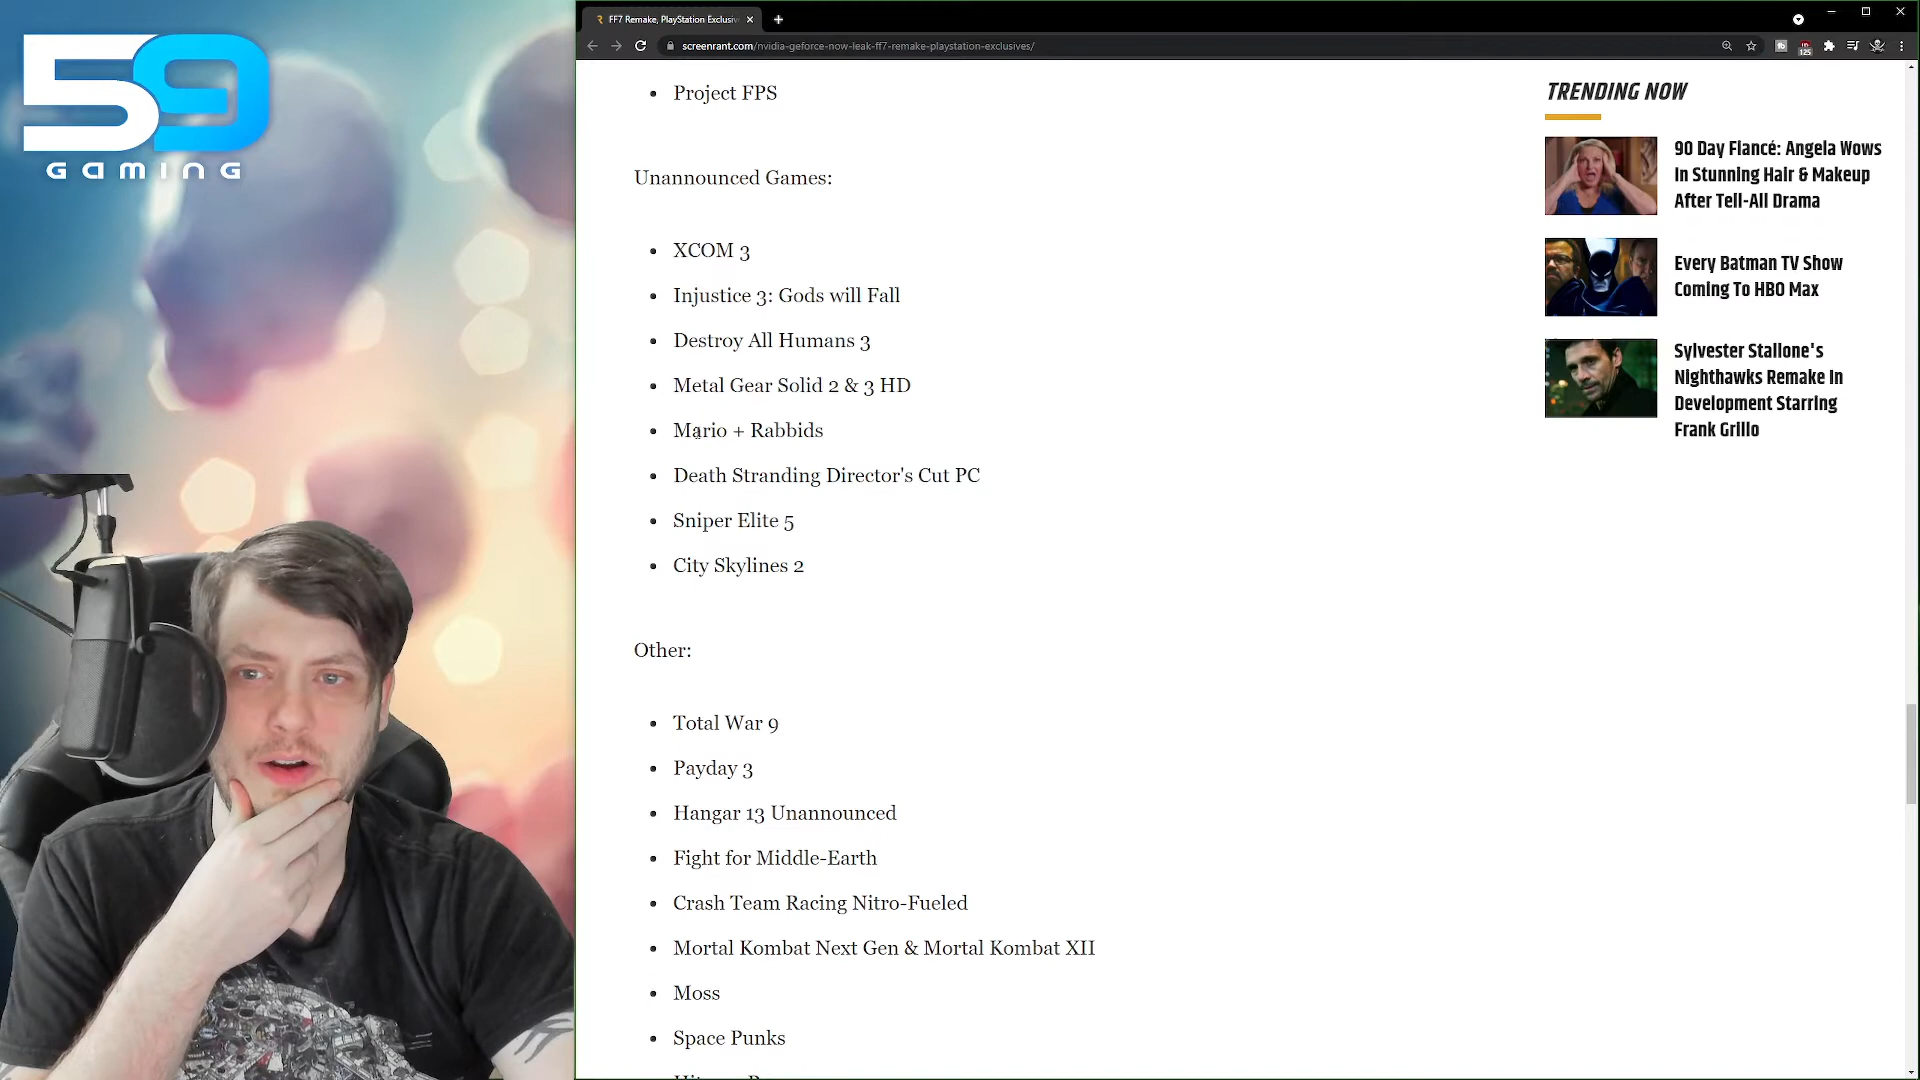 59
GAMING
FF7 Remake, PlayStation Exclusiv
screenrant.com/nvidia-geforce-now-leak-ff7-remake-playstation-exclusives/
125
• Project FPS
Unannounced Games:
• XCOM 3
• Injustice 3: Gods will Fall
• Destroy All Humans 3
• Metal Gear Solid 2 & 3 HD
• Mario + Rabbids
• Death Stranding Director's Cut PC
• Sniper Elite 5
• City Skylines 2
Other:
• Total War 9
• Payday 3
• Hangar 13 Unannounced
• Fight for Middle-Earth
• Crash Team Racing Nitro-Fueled
• Mortal Kombat Next Gen & Mortal Kombat XII
• Moss
• Space Punks
TRENDING NOW
90 Day Fiancé: Angela Wows
In Stunning Hair & Makeup
After Tell-All Drama
Every Batman TV Show
Coming To HBO Max
Sylvester Stallone's
Nighthawks Remake In
Development Starring
Frank Grillo